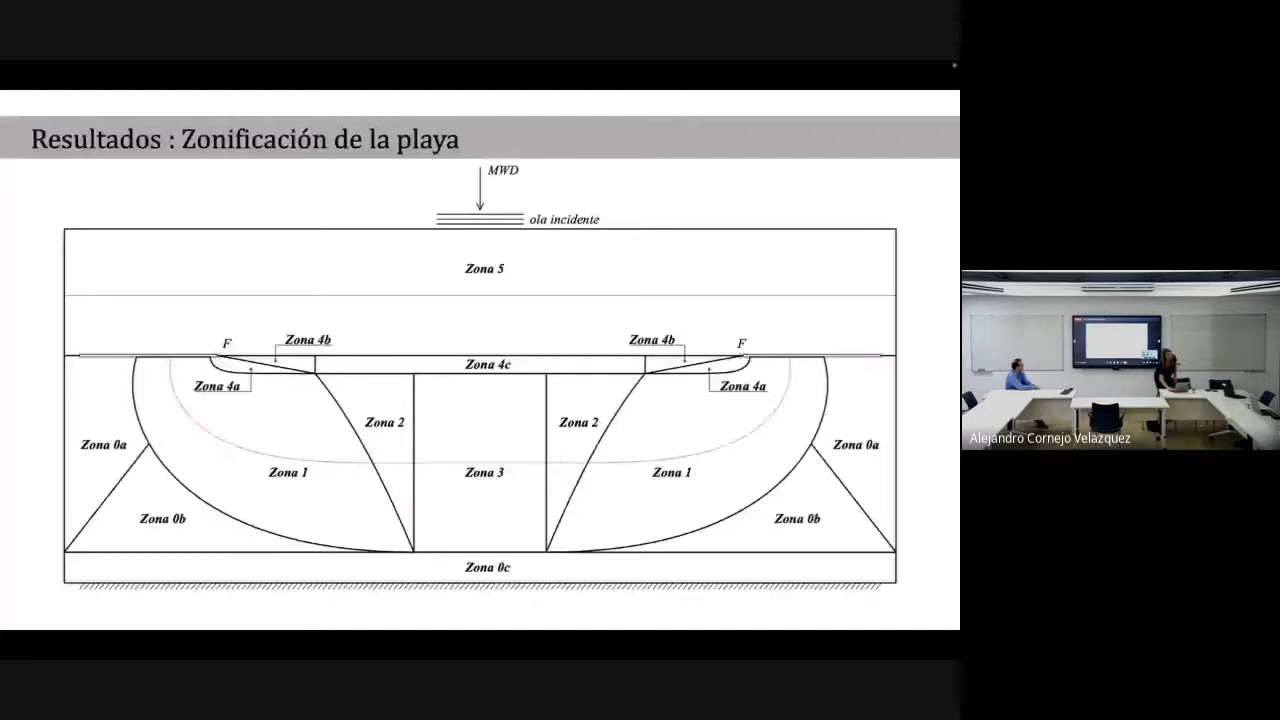 Resultados : Zonificación de la playa
MWD
ola incidente
Zona 5
F
Zona 4b
Zona 4b
F
Zona 4c
Zona 4a
Zona 4a
Zona 2
Zona 2
Zona 0a
Zona 1
Zona 3
Zona 1
Zona 0a
Zona 0b
Zona 0b
Zona 0c
Alejandro Cornejo Velazquez